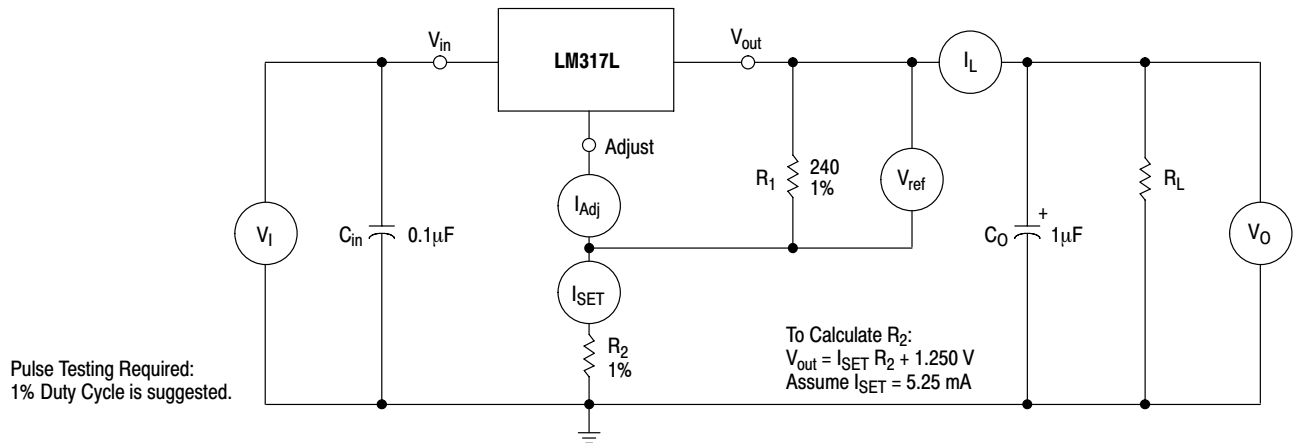 V_in
LM317L
V_out
I_L
Adjust
R_1
240
1%
V_ref
R_L
I_Adj
V_I
C_in
0.1μF
C_O
+
1μF
V_O
I_SET
R_2
1%
To Calculate R_2:
V_out = I_SET R_2 + 1.250 V
Assume I_SET = 5.25 mA
Pulse Testing Required:
1% Duty Cycle is suggested.